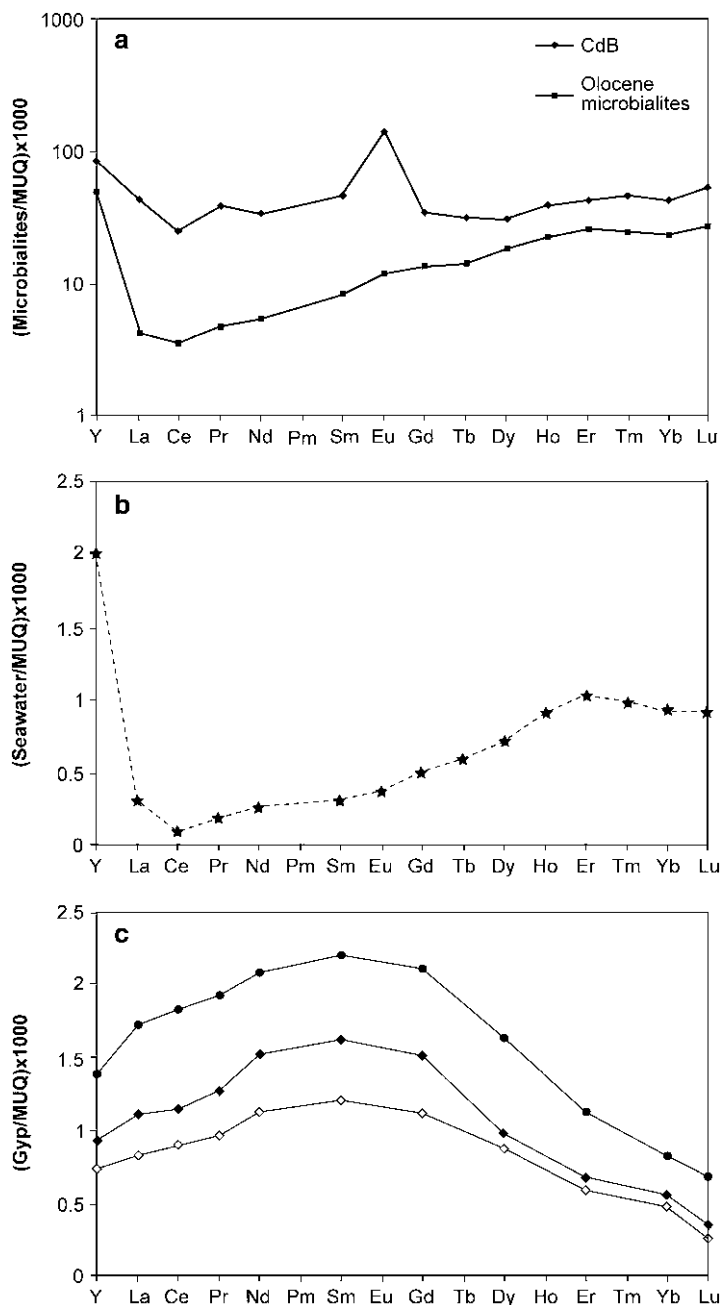 1000
a
CdB
Olocene
microbialites
100
10
1
(Microbialites/MUQ)x1000
Y La Ce Pr Nd Pm Sm Eu Gd Tb Dy Ho Er Tm Yb Lu
2.5
b
2
1.5
1
0.5
0
(Seawater/MUQ)x1000
Y La Ce Pr Nd Pm Sm Eu Gd Tb Dy Ho Er Tm Yb Lu
2.5
c
2
1.5
1
0.5
0
(Gyp/MUQ)x1000
Y La Ce Pr Nd Pm Sm Eu Gd Tb Dy Ho Er Tm Yb Lu